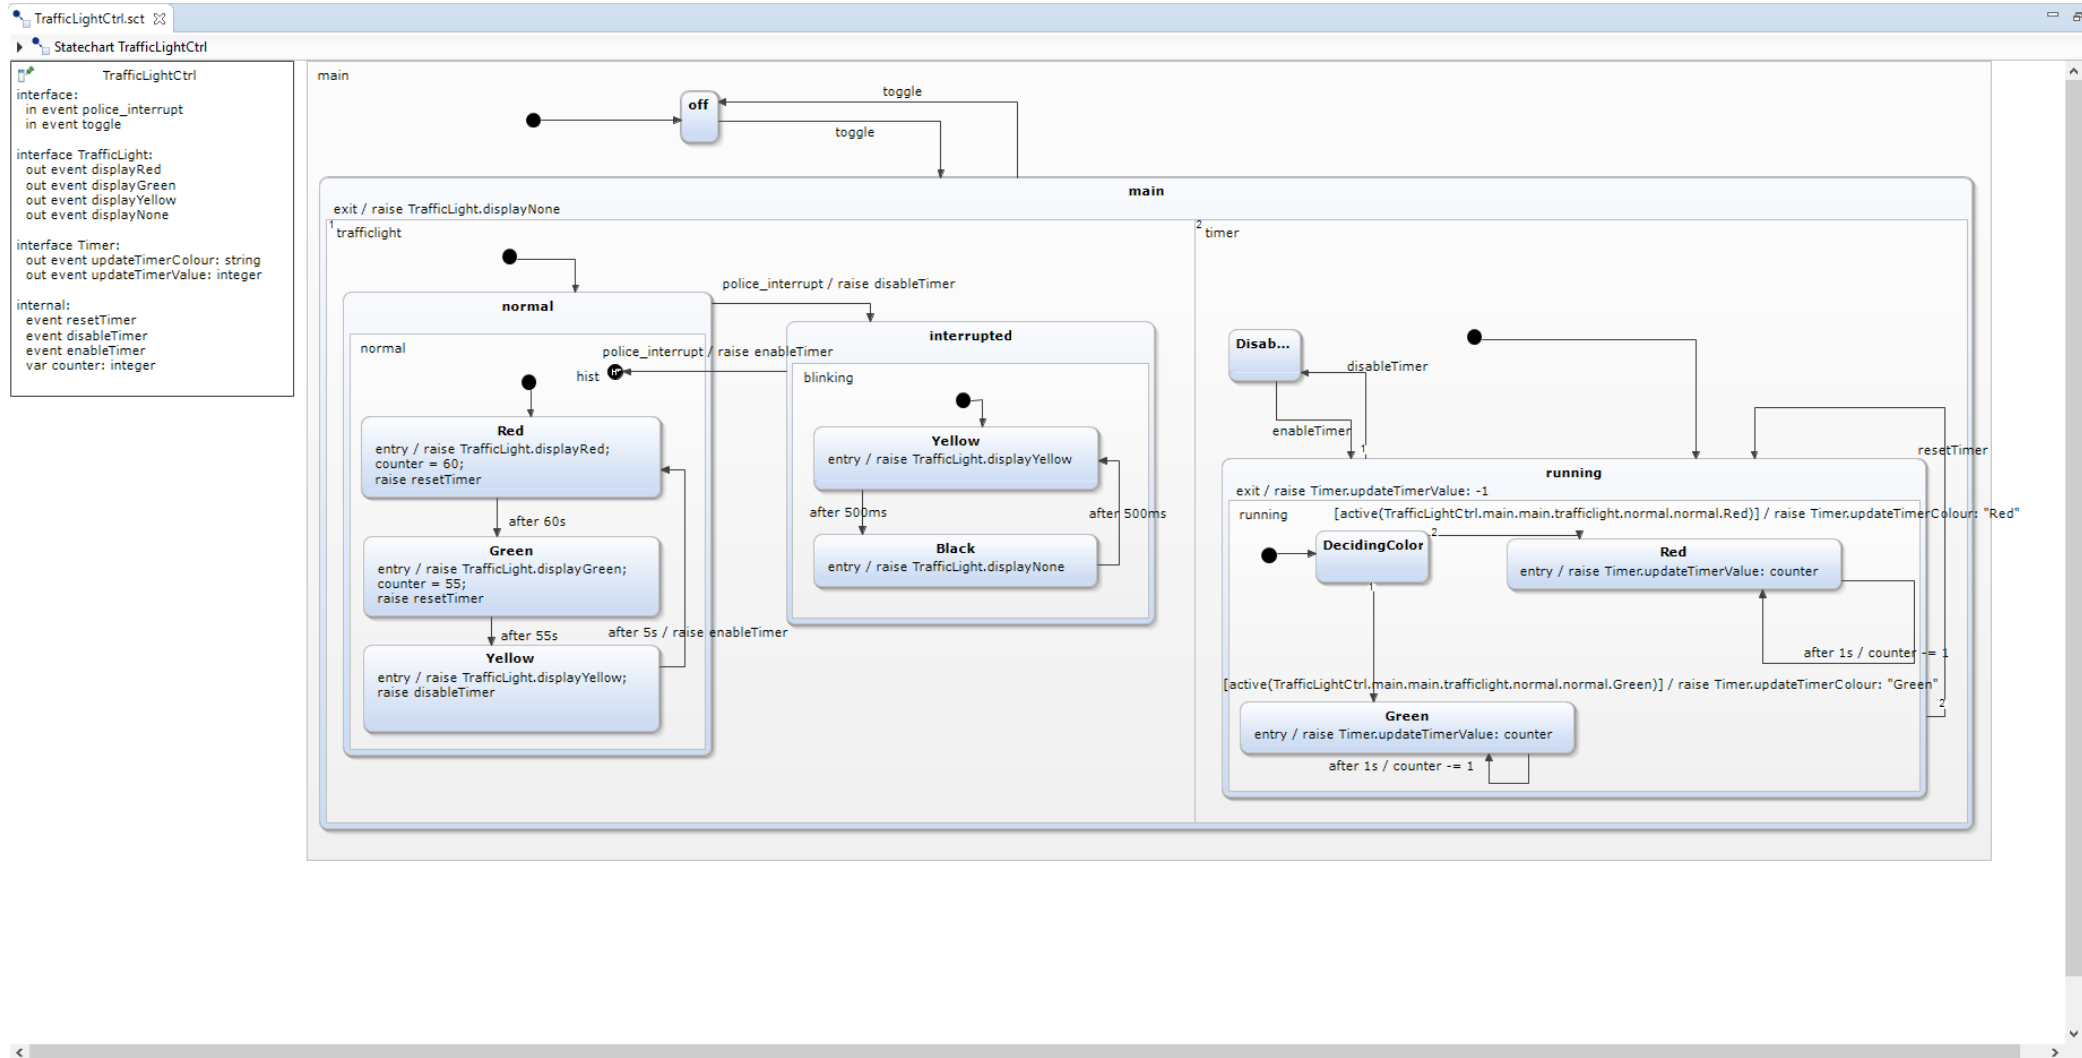 TrafficLightCtrl.sct
Statechart TrafficLightCtrl
TrafficLightCtrl
interface:
in event police_interrupt
in event toggle
interface TrafficLight:
out event displayRed
out event displayGreen
out event displayYellow
out event displayNone
interface Timer:
out event updateTimerColour: string
out event updateTimerValue: integer
internal:
event resetTimer
event disableTimer
event enableTimer
var counter: integer
main
off
toggle
toggle
main
exit / raise TrafficLight.displayNone
1
trafficlight
police_interrupt / raise disableTimer
normal
normal
police_interrupt / raise enableTimer
hist
H*
Red
entry / raise TrafficLight.displayRed;
counter = 60;
raise resetTimer
after 60s
Green
entry / raise TrafficLight.displayGreen;
counter = 55;
raise resetTimer
after 55s
after 5s / raise enableTimer
Yellow
entry / raise TrafficLight.displayYellow;
raise disableTimer
interrupted
blinking
Yellow
entry / raise TrafficLight.displayYellow
after 500ms
after 500ms
Black
entry / raise TrafficLight.displayNone
2
timer
Disab...
disableTimer
enableTimer
1
resetTimer
running
exit / raise Timer.updateTimerValue: -1
running
[active(TrafficLightCtrl.main.main.trafficlight.normal.normal.Red)] / raise Timer.updateTimerColour: "Red"
DecidingColor
2
Red
entry / raise Timer.updateTimerValue: counter
1
after 1s / counter -= 1
[active(TrafficLightCtrl.main.main.trafficlight.normal.normal.Green)] / raise Timer.updateTimerColour: "Green"
2
Green
entry / raise Timer.updateTimerValue: counter
after 1s / counter -= 1